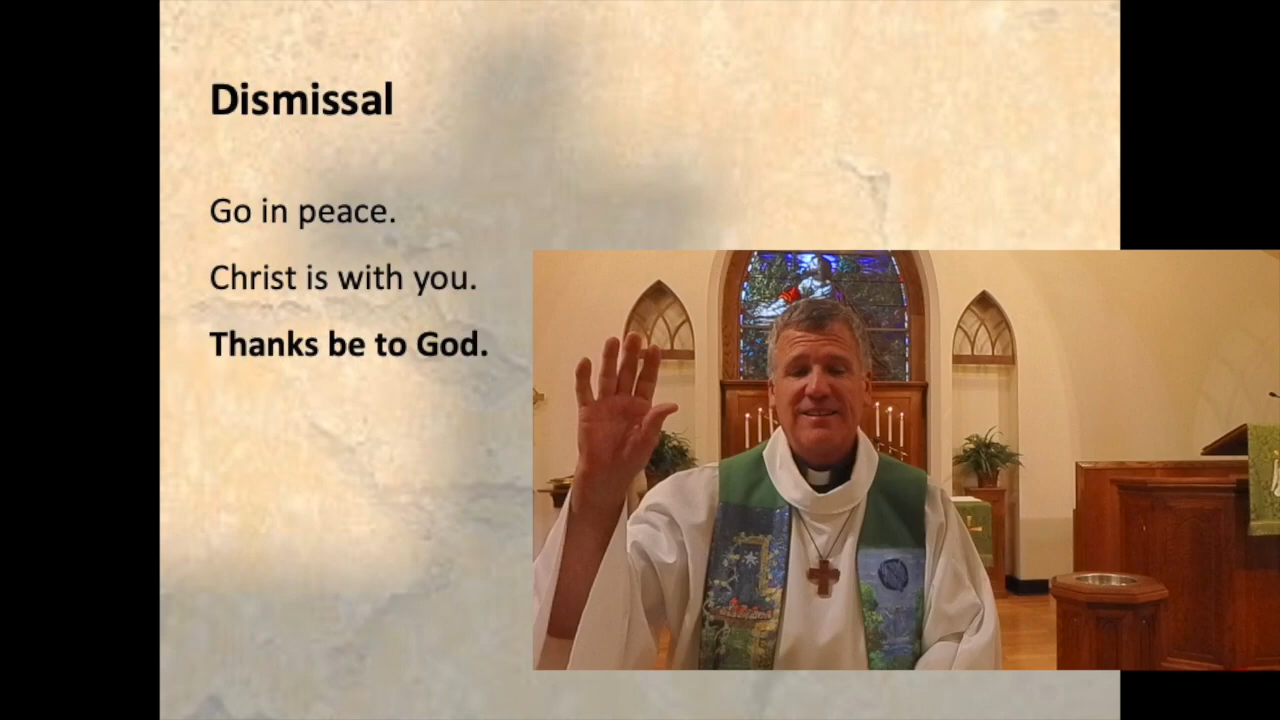 Dismissal
Go in peace.
Christ is with you.
Thanks be to God.